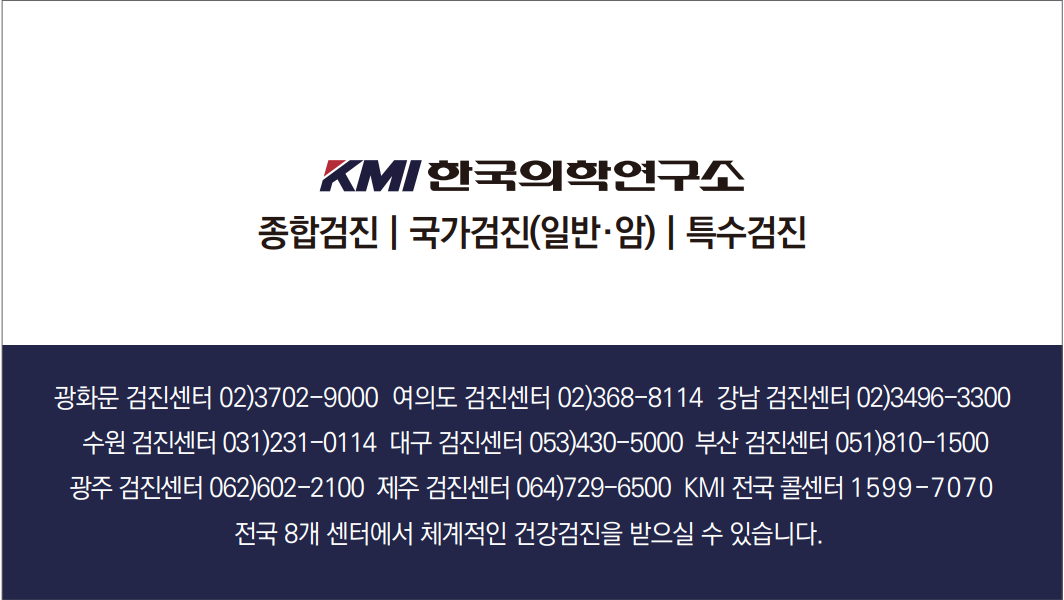 KMI 한국의학연구소
종합검진 | 국가검진(일반·암) | 특수검진
광화문 검진센터 02)3702-9000 여의도 검진센터 02)368-8114 강남 검진센터 02)3496-3300
수원 검진센터 031)231-0114 대구 검진센터 053)430-5000 부산 검진센터 051)810-1500
광주 검진센터 062)602-2100 제주 검진센터 064)729-6500 KMI 전국 콜센터 1599-7070
전국 8개 센터에서 체계적인 건강검진을 받으실 수 있습니다.